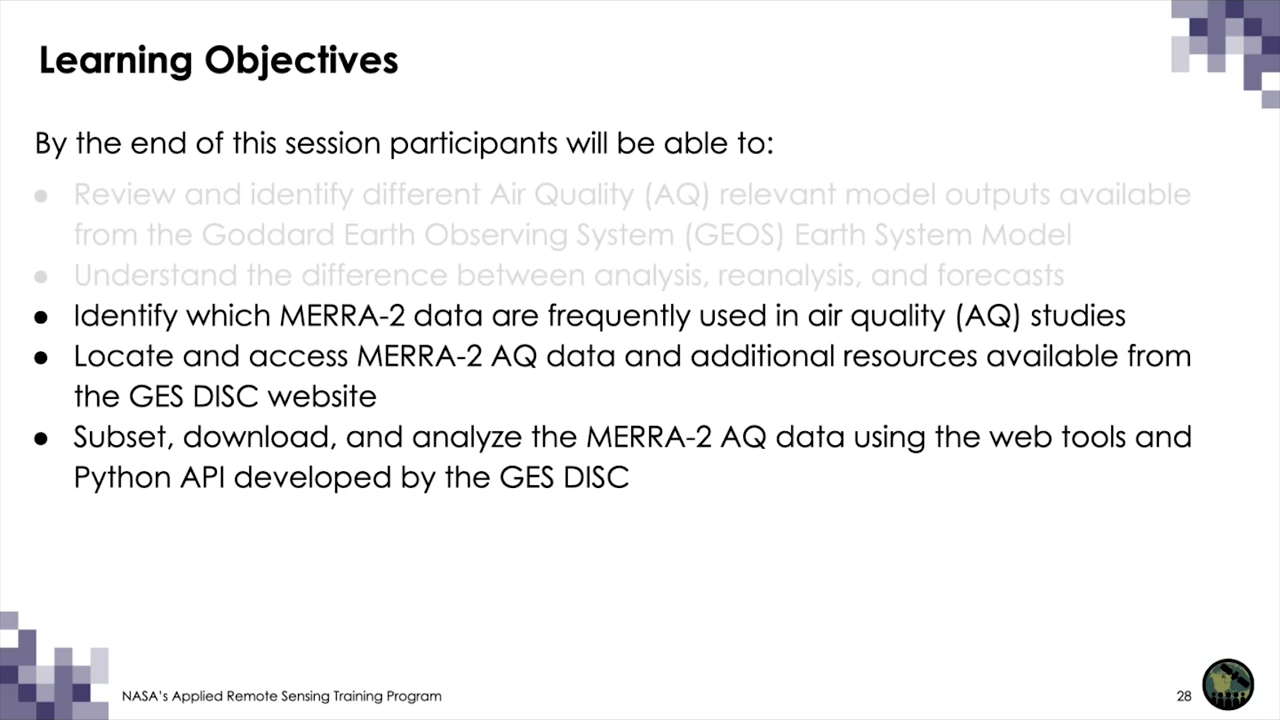 Learning Objectives
By the end of this session participants will be able to:
● Review and identify different Air Quality (AQ) relevant model outputs available
from the Goddard Earth Observing System (GEOS) Earth System Model
● Understand the difference between analysis, reanalysis, and forecasts
● Identify which MERRA-2 data are frequently used in air quality (AQ) studies
● Locate and access MERRA-2 AQ data and additional resources available from
the GES DISC website
● Subset, download, and analyze the MERRA-2 AQ data using the web tools and
Python API developed by the GES DISC
NASA's Applied Remote Sensing Training Program
28